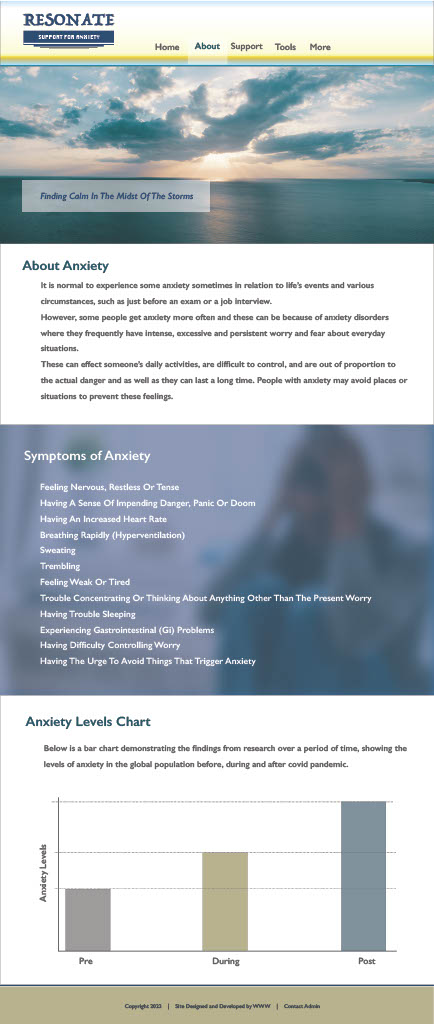 RESONATE
SUPPORT FOR ANXIETY
Home About Support Tools More
Finding Calm In The Midst Of The Storms
About Anxiety
It is normal to experience some anxiety sometimes in relation to life's events and various
circumstances, such as just before an exam or a job interview.
However, some people get anxiety more often and these can be because of anxiety disorders
where they frequently have intense, excessive and persistent worry and fear about everyday
situations.
These can effect someone's daily activities, are difficult to control, and are out of proportion to
the actual danger and as well as they can last a long time. People with anxiety may avoid places or
situations to prevent these feelings.
Symptoms of Anxiety
Feeling Nervous, Restless Or Tense
Having A Sense Of Impending Danger, Panic Or Doom
Having An Increased Heart Rate
Breathing Rapidly (Hyperventilation)
Sweating
Trembling
Feeling Weak Or Tired
Trouble Concentrating Or Thinking About Anything Other Than The Present Worry
Having Trouble Sleeping
Experiencing Gastrointestinal (Gi) Problems
Having Difficulty Controlling Worry
Having The Urge To Avoid Things That Trigger Anxiety
Anxiety Levels Chart
Below is a bar chart demonstrating the findings from research over a period of time, showing the
levels of anxiety in the global population before, during and after covid pandemic.
Anxiety Levels
Pre During Post
Copyright 2023 | Site Designed and Developed by WWW | Contact Admin